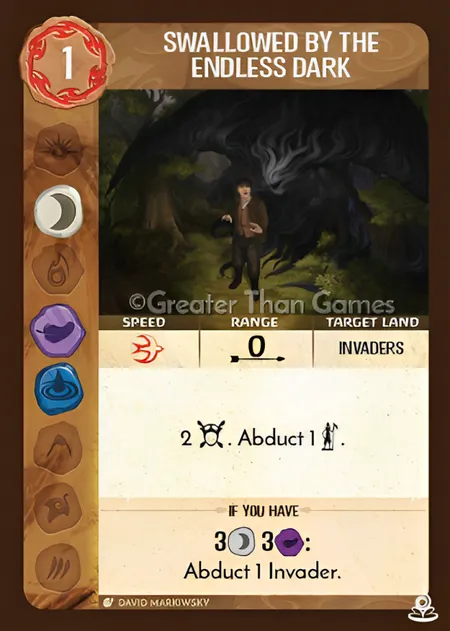 1
SWALLOWED BY THE
ENDLESS DARK
©Greater Than Games
SPEED RANGE TARGET LAND
0 INVADERS
2 . Abduct 1 .
IF YOU HAVE
3 3 :
Abduct 1 Invader.
DAVID MARKIWSKY